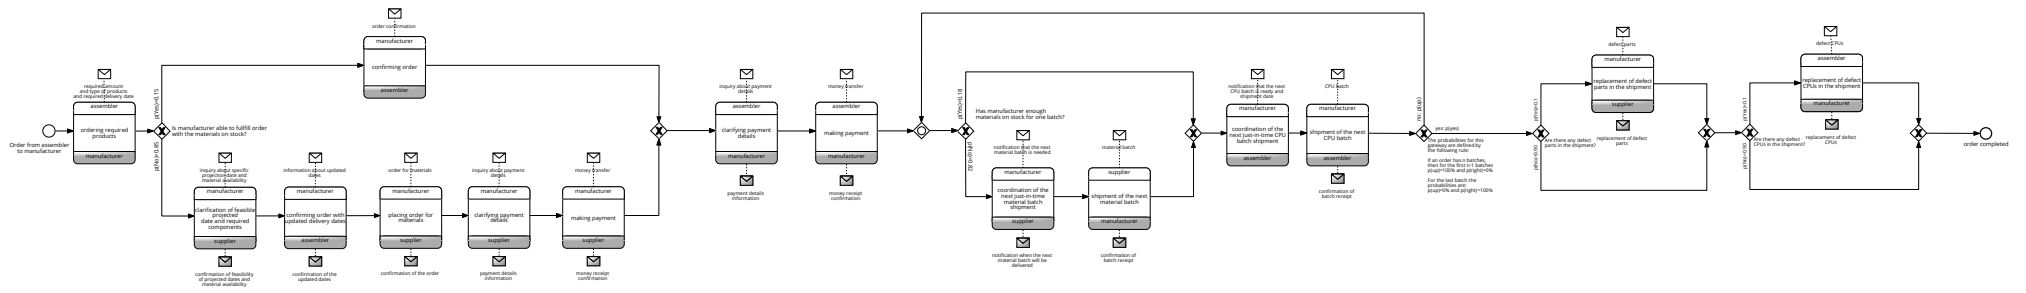 Order from assembler
to manufacturer
required amount
and type of products
and required delivery date
assembler
ordering required
products
manufacturer
p(Yes)=0.15
p(No)=0.85
Is manufacturer able to fullfill order
with the materials on stock?
order confirmation
manufacturer
confirming order
assembler
inquiry about specific
projection date and
material availability
manufacturer
clarification of feasible
projected
date and required
components
supplier
confirmation of feasibility
of projected dates and
material availability
information about updated
dates
manufacturer
confirming order with
updated delivery dates
assembler
confirmation of the
updated dates
order for materials
manufacturer
placing order for
materials
supplier
confirmation of the order
inquiry about payment
details
manufacturer
clarifying payment
details
supplier
payment details
information
money transfer
manufacturer
making payment
supplier
money receipt
confirmation
inquiry about payment
details
assembler
clarifying payment
details
manufacturer
payment details
information
money transfer
assembler
making payment
manufacturer
money receipt
confirmation
p(Yes)=0.18
p(No)=0.82
Has manufacturer enough
materials on stock for one batch?
notification that the next
material batch is needed
manufacturer
coordination of the
next just-in-time
material batch
shipment
supplier
notification when the next
material batch will be
delivered
material batch
supplier
shipment of the next
material batch
manufacturer
confirmation of
batch receipt
notification that the next
CPU batch is ready and
shipment date
manufacturer
coordination of the
next just-in-time CPU
batch shipment
assembler
CPU batch
manufacturer
shipment of the next
CPU batch
assembler
confirmation of
batch receipt
no: p(up)
yes: p(yes)
The probabilities for this
gateway are defined by
the following rule:
If an order has n batches,
then for the first n-1 batches
p(up)=100% and p(right)=0%
For the last batch the
probabilities are:
p(up)=0% and p(right)=100%
p(Yes)=0.1
p(No)=0.90
Are there any defect
parts in the shipment?
defect parts
manufacturer
replacement of defect
parts in the shipment
supplier
replacement of defect
parts
p(Yes)=0.1
p(No)=0.90
Are there any defect
CPUs in the shipment?
defect CPUs
assembler
replacement of defect
CPUs in the shipment
manufacturer
replacement of defect
CPUs
order completed